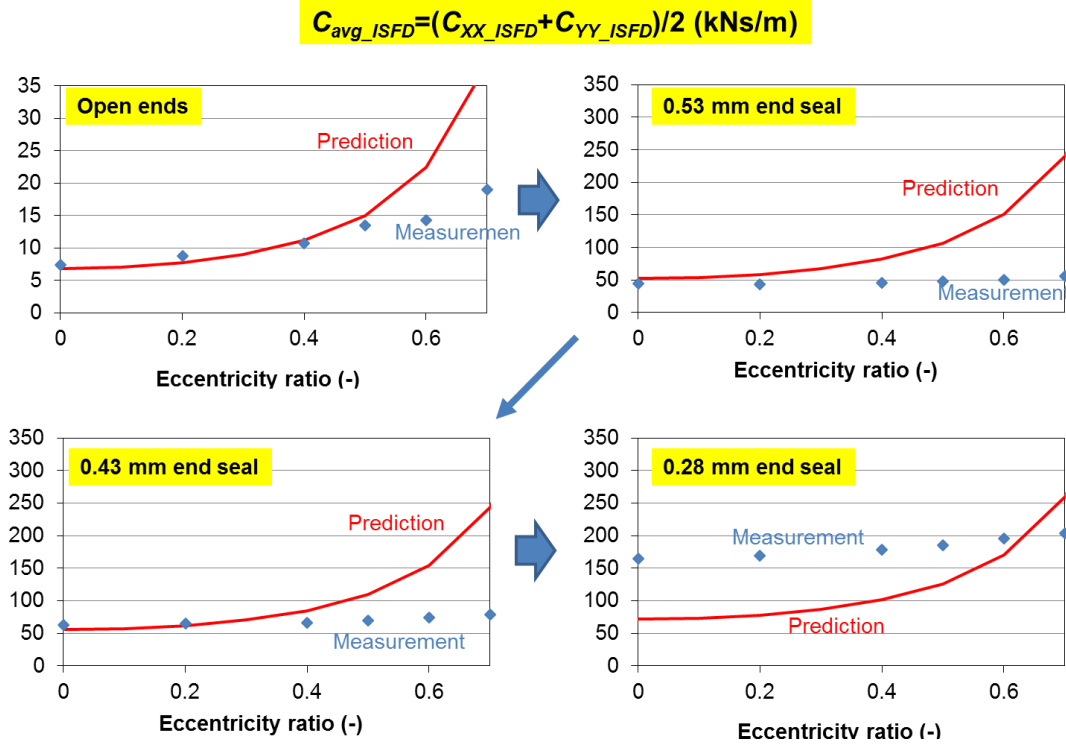 C_avg_ISFD=(C_XX_ISFD+C_YY_ISFD)/2 (kNs/m)
Open ends
35
30
25
20
15
10
5
0
Prediction
Measuremen
0 0.2 0.4 0.6
Eccentricity ratio (-)
0.53 mm end seal
350
300
250
200
150
100
50
0
Prediction
Measurement
0 0.2 0.4 0.6
Eccentricity ratio (-)
0.43 mm end seal
350
300
250
200
150
100
50
0
Prediction
Measurement
0 0.2 0.4 0.6
Eccentricity ratio (-)
0.28 mm end seal
350
300
250
200
150
100
50
0
Measurement
Prediction
0 0.2 0.4 0.6
Eccentricity ratio (-)